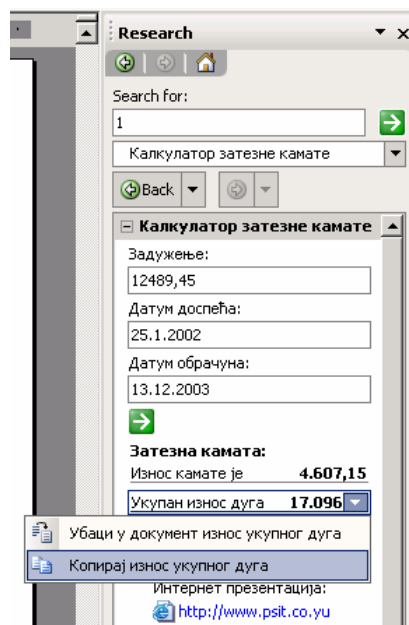 Research
Search for:
1
Калкулатор затезне камате
Back
Калкулатор затезне камате
Задужење:
12489,45
Датум доспећа:
25.1.2002
Датум обрачуна:
13.12.2003
Затезна камата:
Износ камате је 4.607,15
Укупан износ дуга 17.096
Убаци у документ износ укупног дуга
Копирај износ укупног дуга
Интернет презентација:
http://www.psit.co.yu